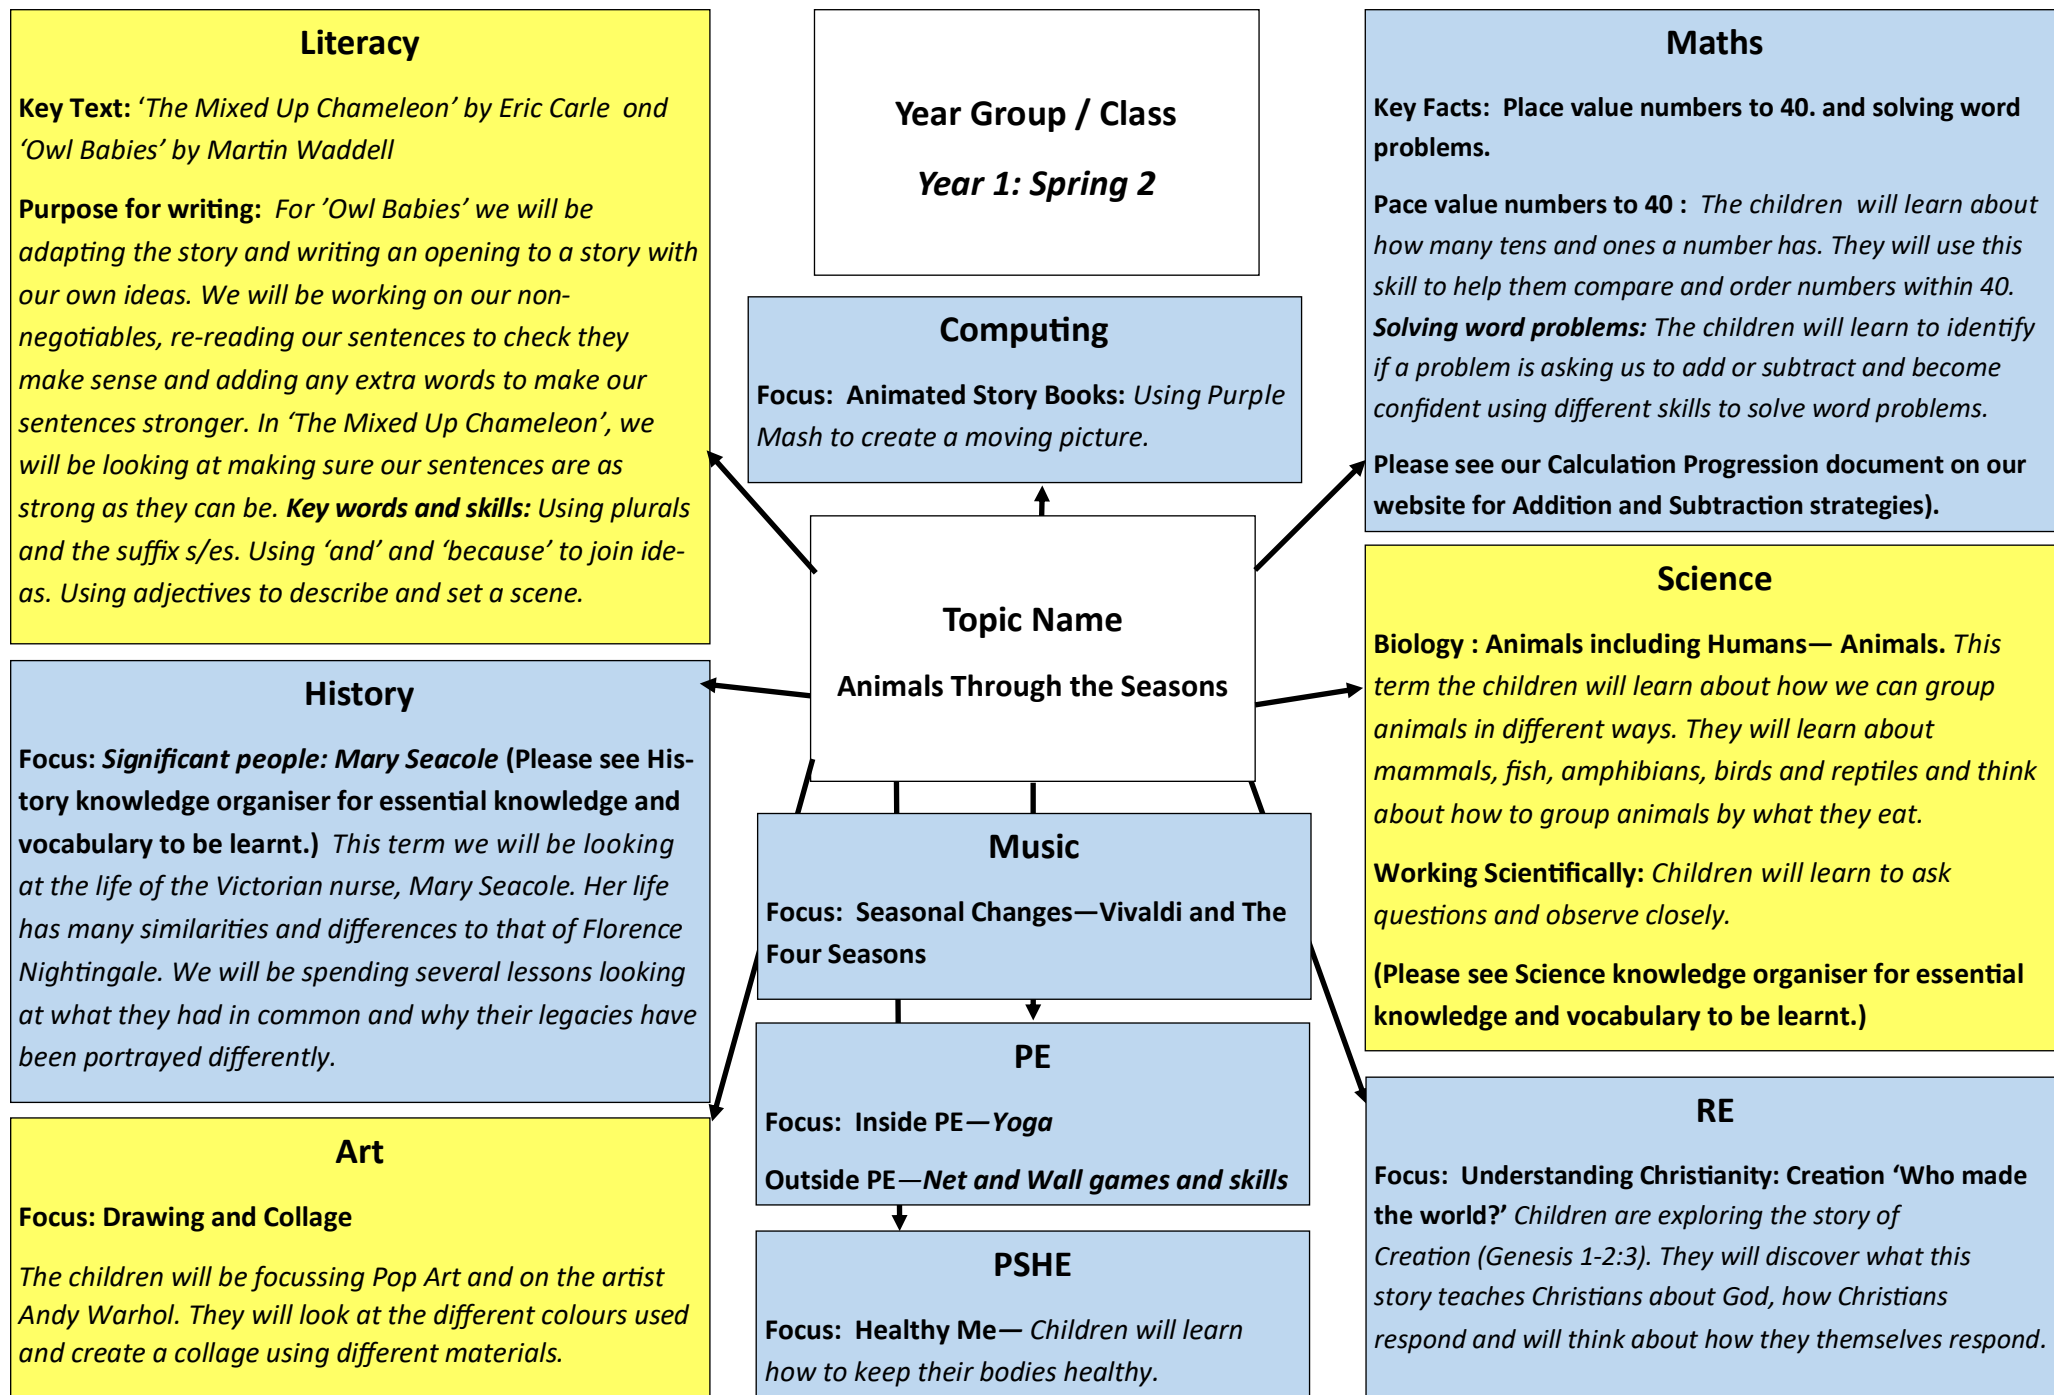 Literacy
Key Text: ‘The Mixed Up Chameleon’ by Eric Carle  ond
‘Owl Babies’ by Martin Waddell
Purpose for writing:  For ’Owl Babies’ we will be
adapting the story and writing an opening to a story with
our own ideas. We will be working on our non-
negotiables, re-reading our sentences to check they
make sense and adding any extra words to make our
sentences stronger. In ‘The Mixed Up Chameleon’, we
will be looking at making sure our sentences are as
strong as they can be. Key words and skills: Using plurals
and the suffix s/es. Using ‘and’ and ‘because’ to join ide-
as. Using adjectives to describe and set a scene.
Year Group / Class
Year 1: Spring 2
Maths
Key Facts:  Place value numbers to 40. and solving word
problems.
Pace value numbers to 40 :  The children  will learn about
how many tens and ones a number has. They will use this
skill to help them compare and order numbers within 40.
Solving word problems: The children will learn to identify
if a problem is asking us to add or subtract and become
confident using different skills to solve word problems.
Please see our Calculation Progression document on our
website for Addition and Subtraction strategies).
Computing
Focus:  Animated Story Books: Using Purple
Mash to create a moving picture.
Topic Name
Animals Through the Seasons
Science
Biology : Animals including Humans— Animals. This
term the children will learn about how we can group
animals in different ways. They will learn about
mammals, fish, amphibians, birds and reptiles and think
about how to group animals by what they eat.
Working Scientifically: Children will learn to ask
questions and observe closely.
(Please see Science knowledge organiser for essential
knowledge and vocabulary to be learnt.)
History
Focus: Significant people: Mary Seacole (Please see His-
tory knowledge organiser for essential knowledge and
vocabulary to be learnt.)  This term we will be looking
at the life of the Victorian nurse, Mary Seacole. Her life
has many similarities and differences to that of Florence
Nightingale. We will be spending several lessons looking
at what they had in common and why their legacies have
been portrayed differently.
Music
Focus:  Seasonal Changes—Vivaldi and The
Four Seasons
PE
Focus:  Inside PE—Yoga
Outside PE—Net and Wall games and skills
RE
Focus:  Understanding Christianity: Creation ‘Who made
the world?’ Children are exploring the story of
Creation (Genesis 1-2:3). They will discover what this
story teaches Christians about God, how Christians
respond and will think about how they themselves respond.
Art
Focus: Drawing and Collage
The children will be focussing Pop Art and on the artist
Andy Warhol. They will look at the different colours used
and create a collage using different materials.
PSHE
Focus:  Healthy Me— Children will learn
how to keep their bodies healthy.